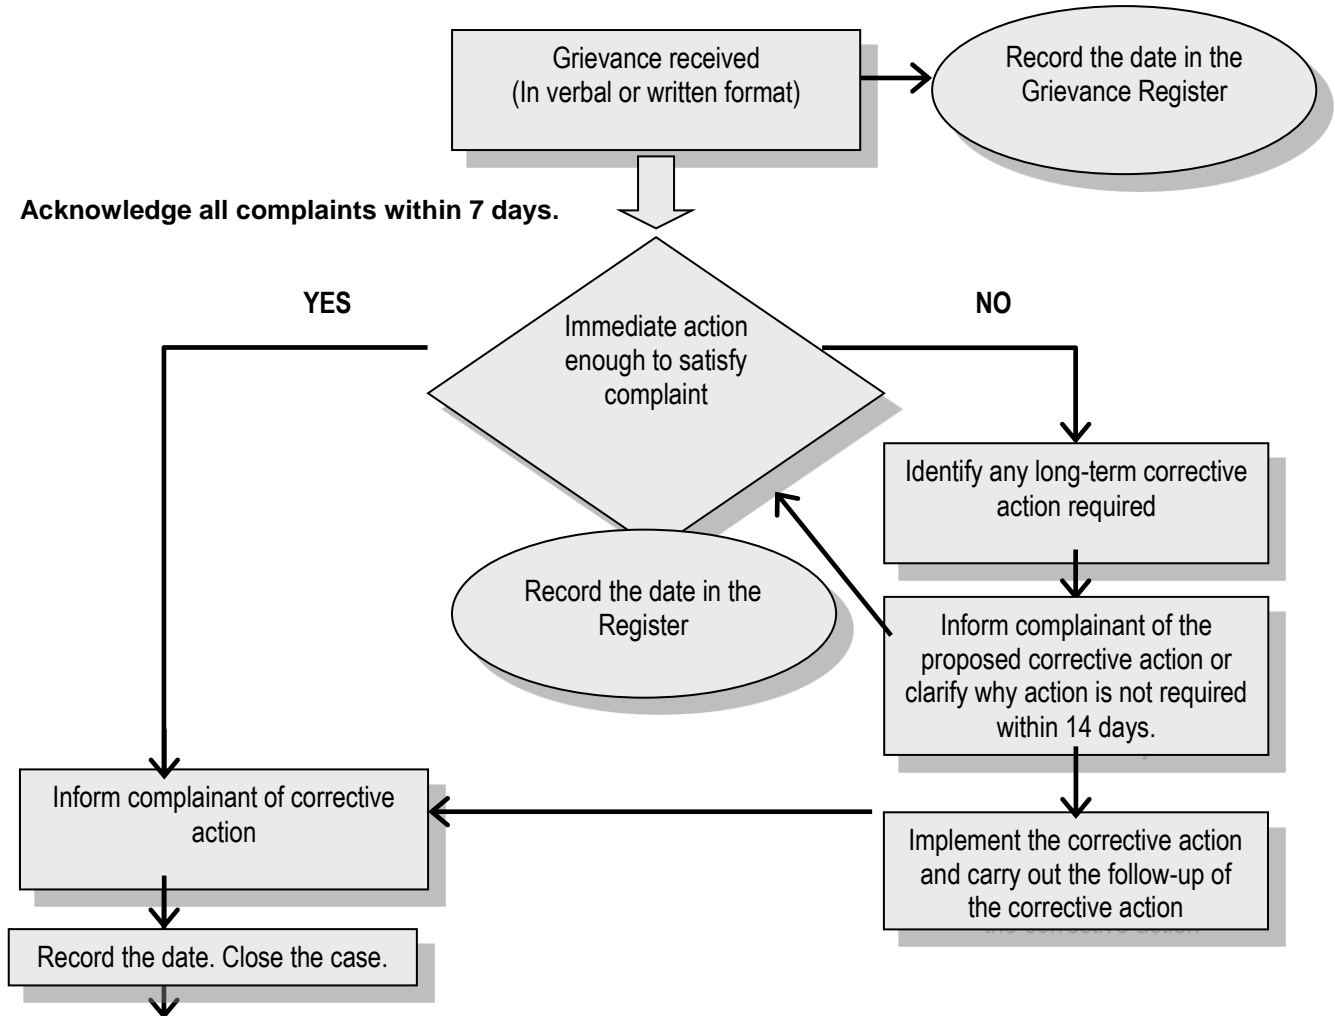 Grievance received
(In verbal or written format)
Record the date in the
Grievance Register
Acknowledge all complaints within 7 days.
YES
NO
Immediate action
enough to satisfy
complaint
Identify any long-term corrective
action required
Record the date in the
Register
Inform complainant of the
proposed corrective action or
clarify why action is not required
within 14 days.
Inform complainant of corrective
action
Implement the corrective action
and carry out the follow-up of
the corrective action
Record the date. Close the case.